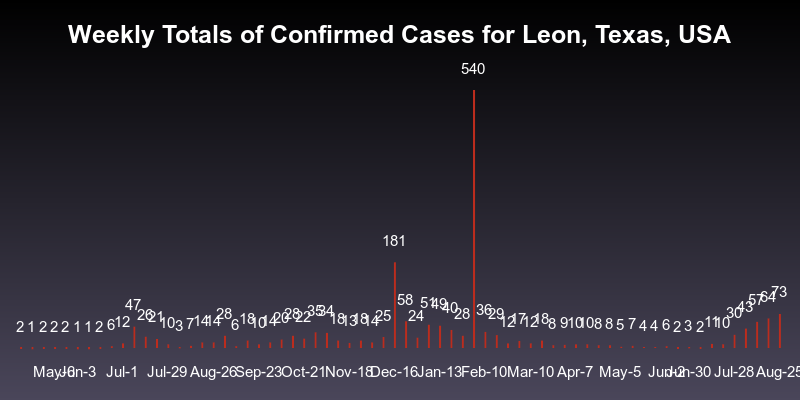 Weekly Totals of Confirmed Cases for Leon, Texas, USA
540
181
2 1 2 2 2 1 1 2 6 12 47 26 21 10 3 7 14 14 28 6 18 10 14 20 28 22 35 34 18 13 18 14 25 58 24 51 49 40 28 36 29 12 17 12 18 8 9 10 10 8 8 5 7 4 4 6 2 3 2 11 10 30 43 57 64 73
May-6 Jun-3 Jul-1 Jul-29 Aug-26 Sep-23 Oct-21 Nov-18 Dec-16 Jan-13 Feb-10 Mar-10 Apr-7 May-5 Jun-2 Jun-30 Jul-28 Aug-25